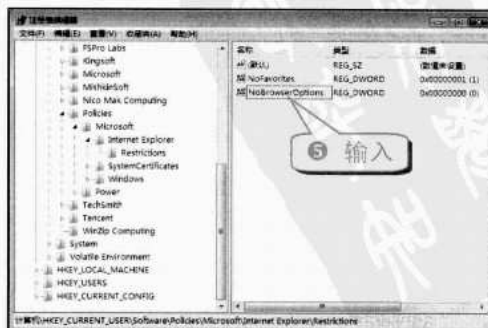 注册表编辑器
文件(F) 编辑(E) 查看(V) 收藏夹(A) 帮助(H)
PSPro Labs
Kingsoft
Microsoft
MithkinSoft
Nico Mak Computing
Policies
Microsoft
Internet Explorer
Restrictions
SystemCertificates
Windows
Power
TechSmith
Tencent
WinZip Computing
System
Volatile Environment
HKEY_LOCAL_MACHINE
HKEY_USERS
HKEY_CURRENT_CONFIG
名称 类型 数据
(默认) REG_SZ (数值未设置)
NoFavorites REG_DWORD 0x00000001 (1)
NoBrowserOptions REG_DWORD 0x00000000 (0)
❺ 输入
计算机\HKEY_CURRENT_USER\Software\Policies\Microsoft\Internet Explorer\Restrictions